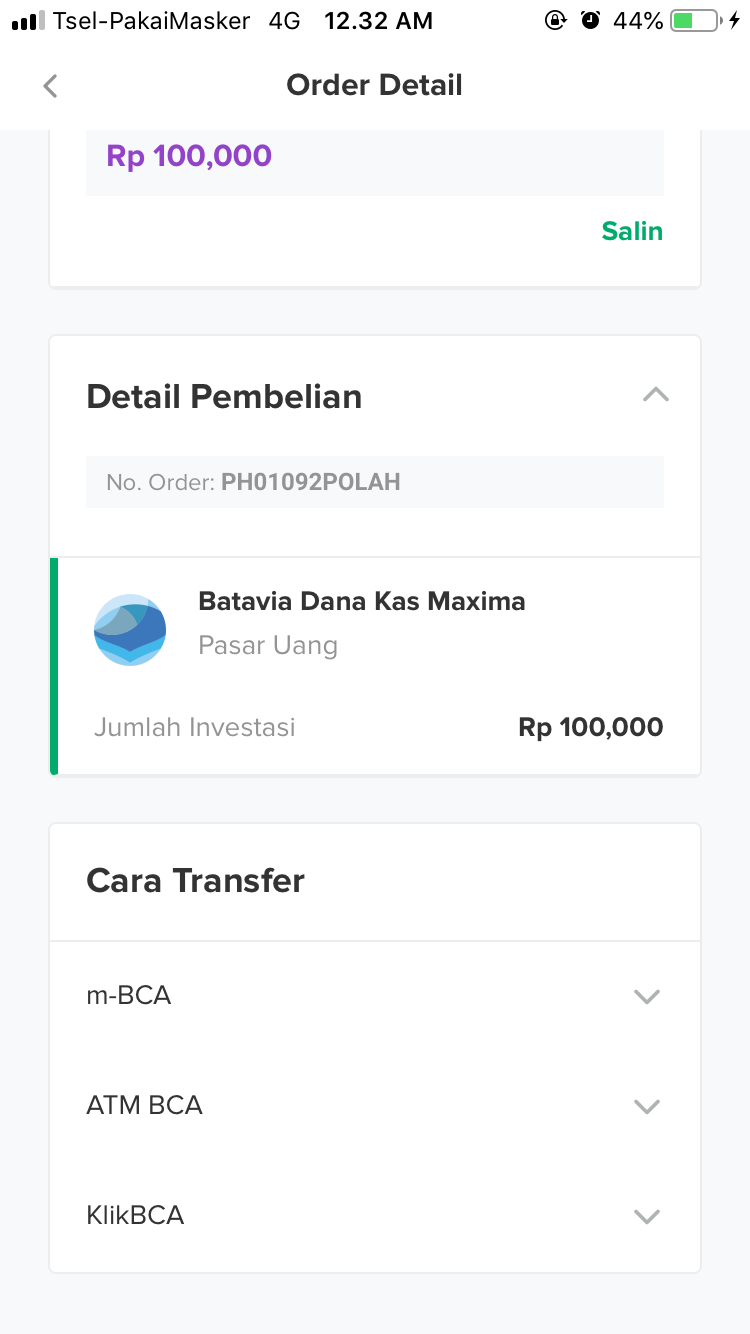 Tsel-PakaiMasker 4G 12.32 AM 44%
Order Detail
Rp 100,000
Salin
Detail Pembelian
No. Order: PH01092POLAH
Batavia Dana Kas Maxima
Pasar Uang
Jumlah Investasi Rp 100,000
Cara Transfer
m-BCA
ATM BCA
KlikBCA